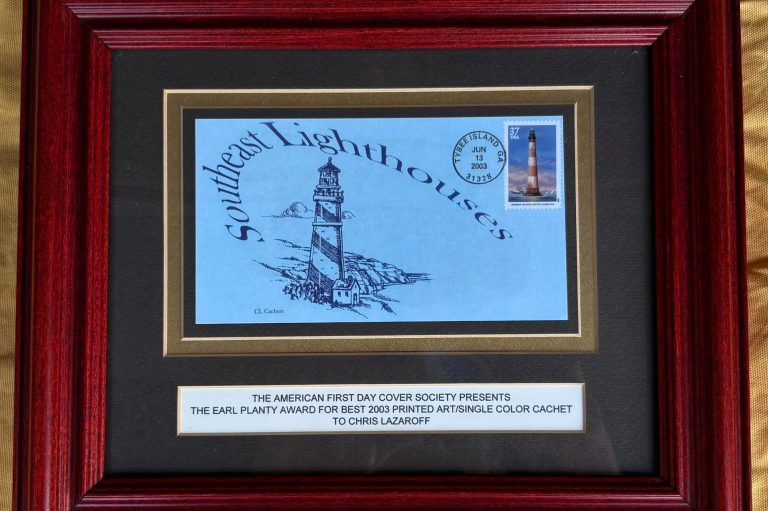 Southeast Lighthouses
TYBEE ISLAND, GA
JUN
13
2003
31328
37
USA
CL Cachets
THE AMERICAN FIRST DAY COVER SOCIETY PRESENTS
THE EARL PLANTY AWARD FOR BEST 2003 PRINTED ART/SINGLE COLOR CACHET
TO CHRIS LAZAROFF